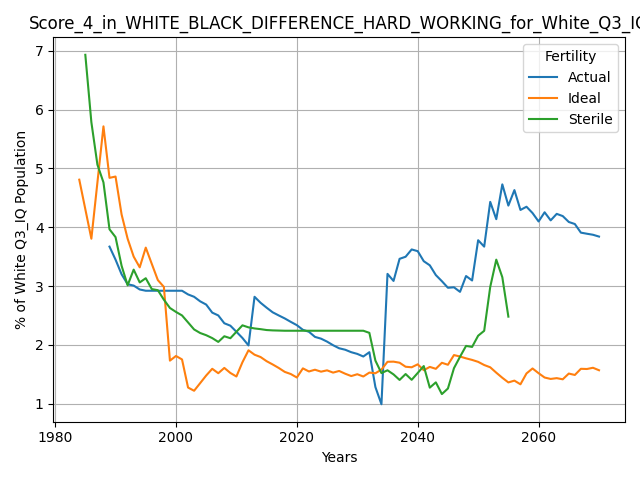 Score_4_in_WHITE_BLACK_DIFFERENCE_HARD_WORKING_for_White_Q3_IQ
Fertility
Actual
Ideal
Sterile
% of White Q3_IQ Population
7
6
5
4
3
2
1
1980
2000
2020
2040
2060
Years